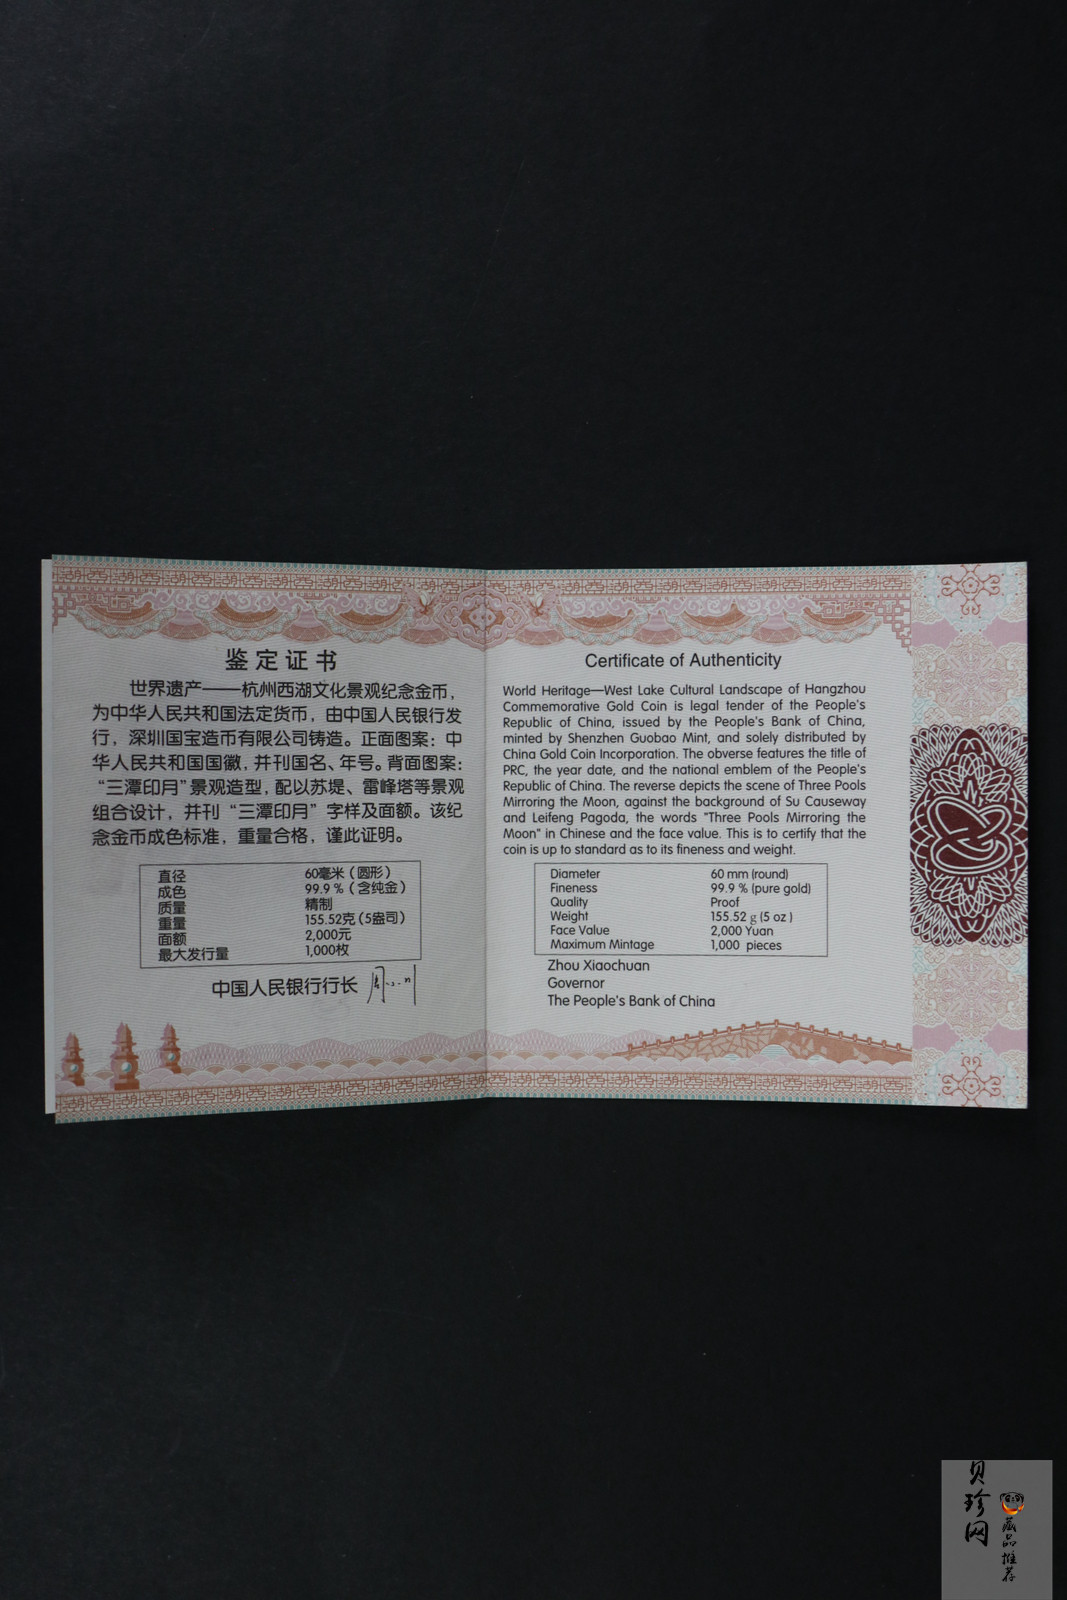 鉴定证书
世界遗产——杭州西湖文化景观纪念金币，
为中华人民共和国法定货币，由中国人民银行发
行，深圳国宝造币有限公司铸造。正面图案：中
华人民共和国国徽，并刊国名、年号。背面图案：
“三潭印月”景观造型，配以苏堤、雷峰塔等景观
组合设计，并刊“三潭印月”字样及面额。该纪
念金币成色标准，重量合格，谨此证明。
直径 60毫米（圆形）
成色 99.9％（含纯金）
质量 精制
重量 155.52克（5盎司）
面额 2,000元
最大发行量 1,000枚
中国人民银行行长
Certificate of Authenticity
World Heritage—West Lake Cultural Landscape of Hangzhou
Commemorative Gold Coin is legal tender of the People's
Republic of China, issued by the People's Bank of China,
minted by Shenzhen Guobao Mint, and solely distributed by
China Gold Coin Incorporation. The obverse features the title of
PRC, the year date, and the national emblem of the People's
Republic of China. The reverse depicts the scene of Three Pools
Mirroring the Moon, against the background of Su Causeway
and Leifeng Pagoda, the words "Three Pools Mirroring the
Moon" in Chinese and the face value. This is to certify that the
coin is up to standard as to its fineness and weight.
Diameter 60 mm (round)
Fineness 99.9 % (pure gold)
Quality Proof
Weight 155.52 g (5 oz )
Face Value 2,000 Yuan
Maximum Mintage 1,000 pieces
Zhou Xiaochuan
Governor
The People's Bank of China
贝珍网
藏品推荐